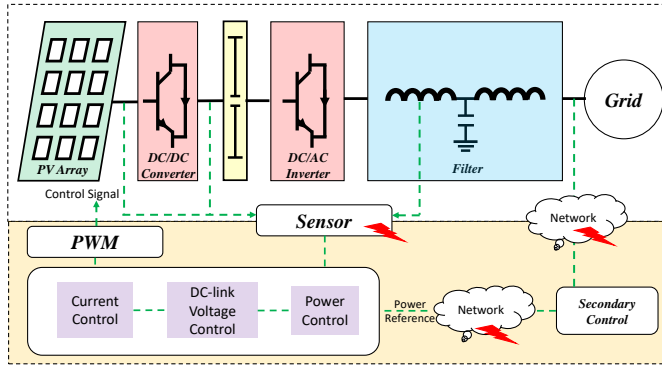 PV Array
DC/DC
Converter
DC/AC
Inverter
Filter
Grid
Control Signal
PWM
Sensor
Network
Current
Control
DC-link
Voltage
Control
Power
Control
Power
Reference
Network
Secondary
Control